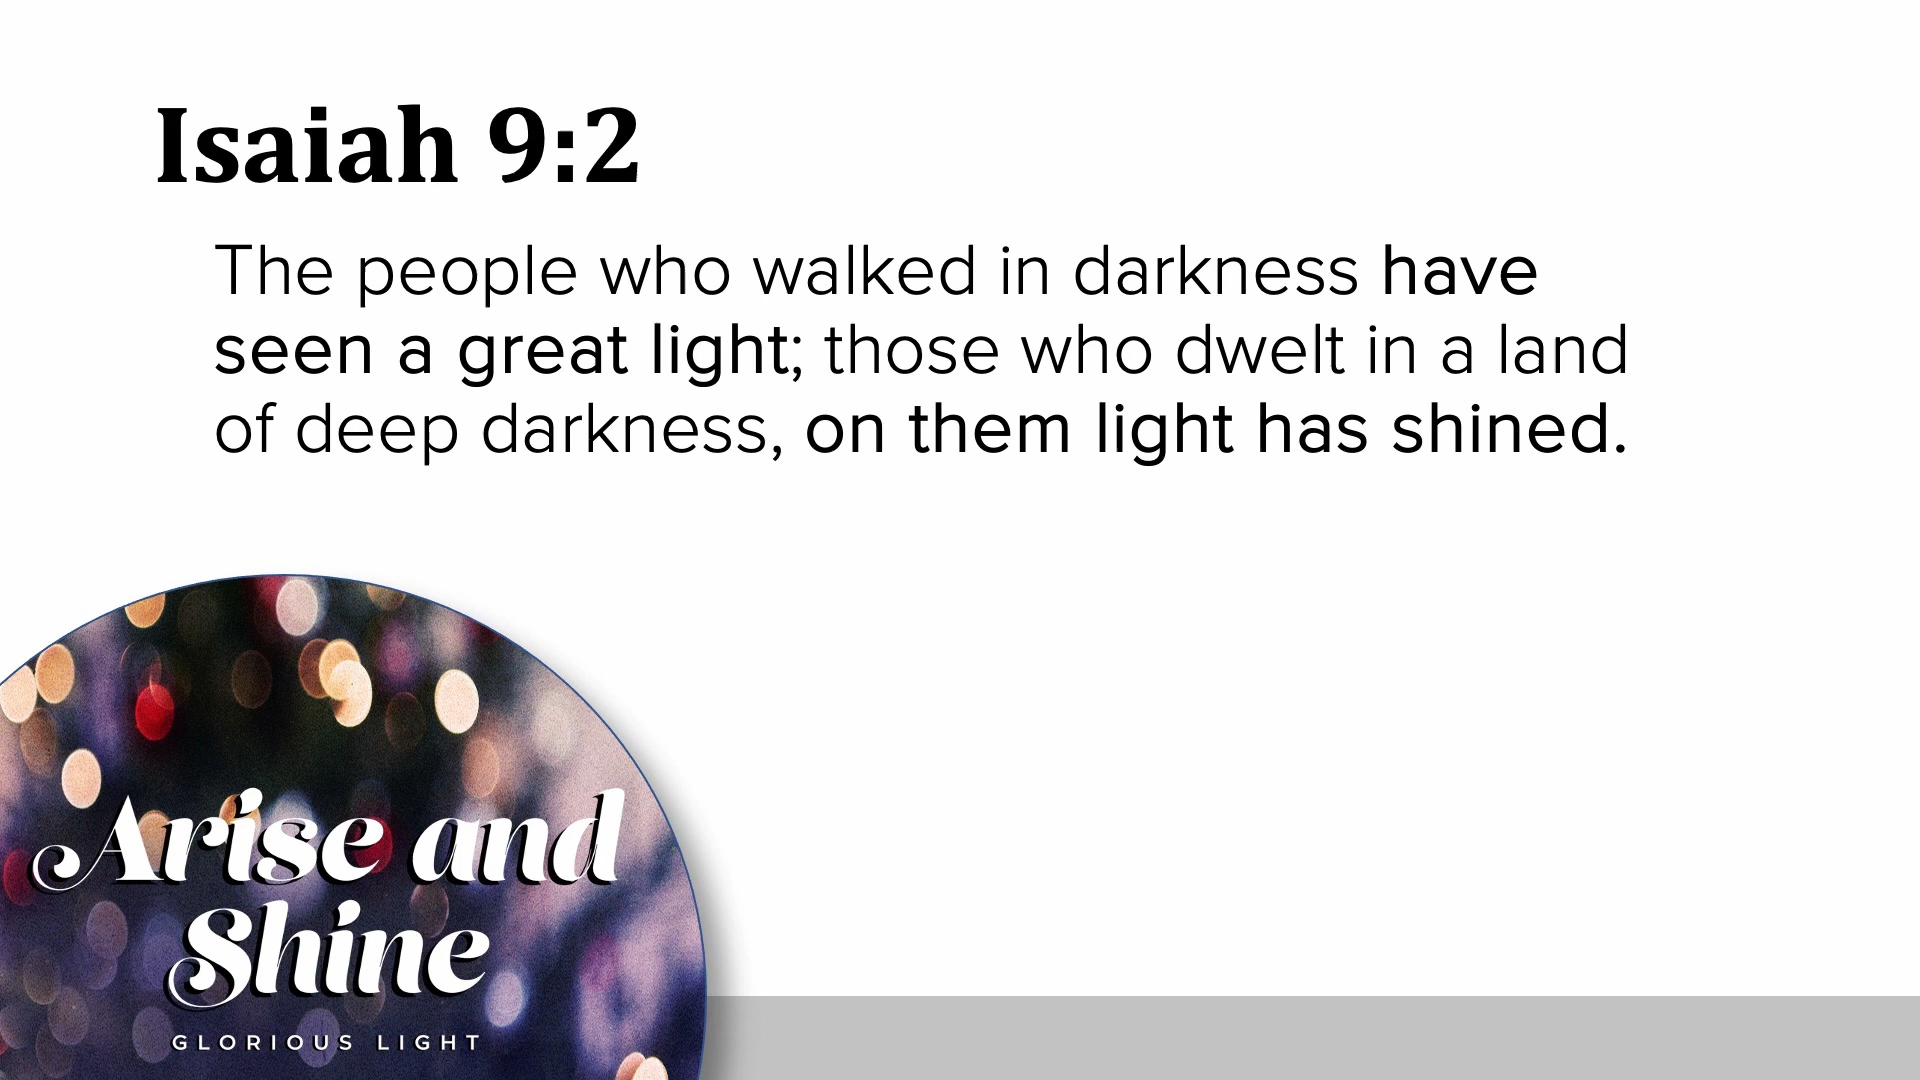 Isaiah 9:2
The people who walked in darkness have
seen a great light; those who dwelt in a land
of deep darkness, on them light has shined.
Arise and
Shine
GLORIOUS LIGHT